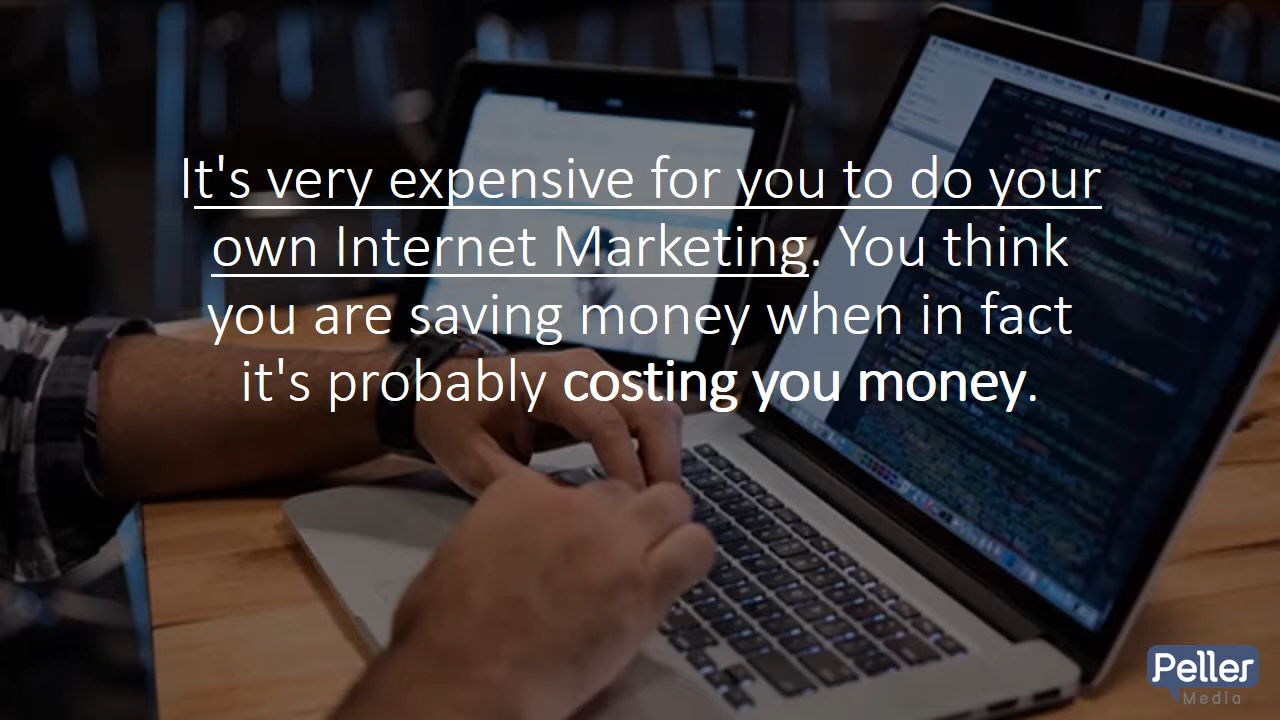 It's very expensive for you to do your
own Internet Marketing. You think
you are saving money when in fact
it's probably costing you money.
Peller
Media